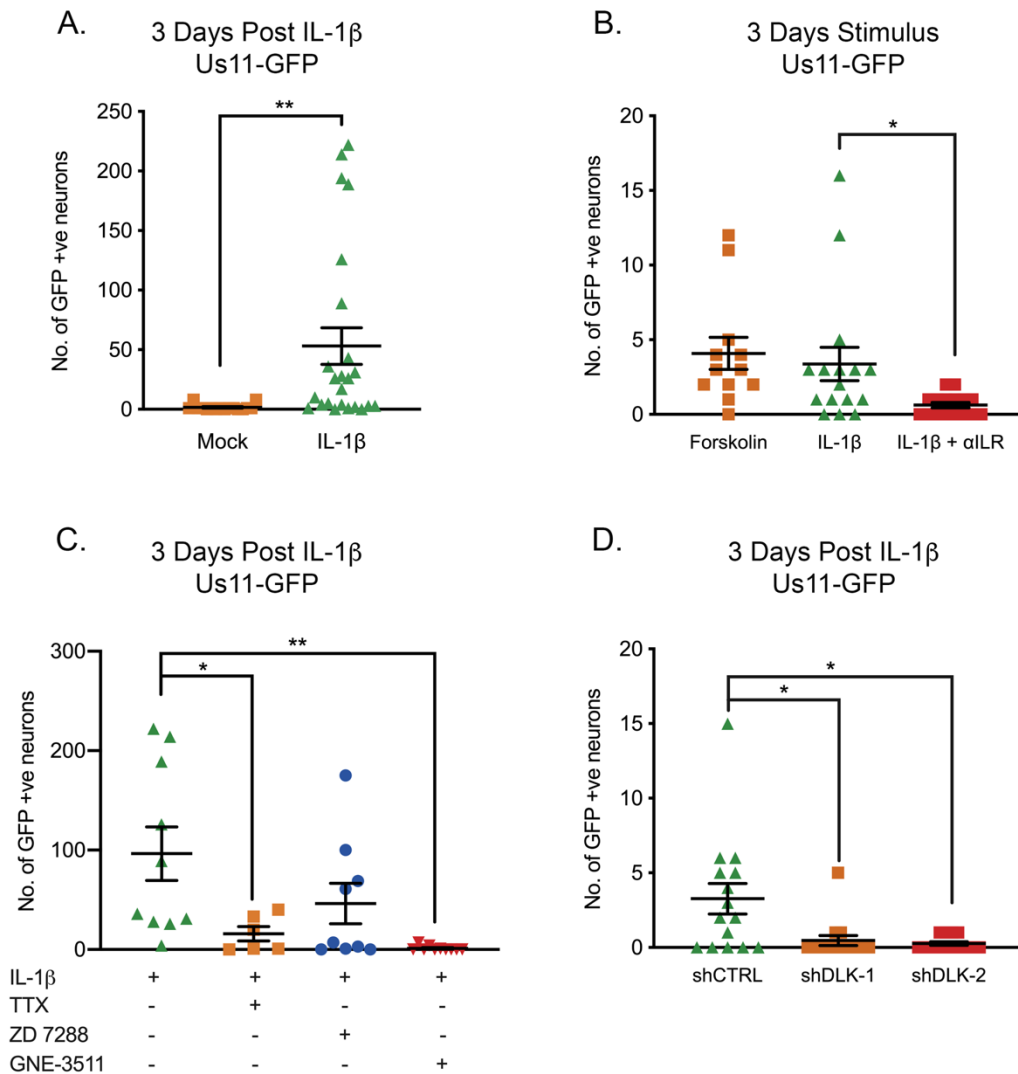 A.
3 Days Post IL-1β
Us11-GFP
No. of GFP +ve neurons
250
200
150
100
50
0
**
Mock
IL-1β
B.
3 Days Stimulus
Us11-GFP
No. of GFP +ve neurons
20
15
10
5
0
*
Forskolin
IL-1β
IL-1β + αILR
C.
3 Days Post IL-1β
Us11-GFP
No. of GFP +ve neurons
300
200
100
0
*
**
IL-1β + + + +
TTX - + - -
ZD 7288 - - + -
GNE-3511 - - - +
D.
3 Days Post IL-1β
Us11-GFP
No. of GFP +ve neurons
20
15
10
5
0
*
*
shCTRL
shDLK-1
shDLK-2